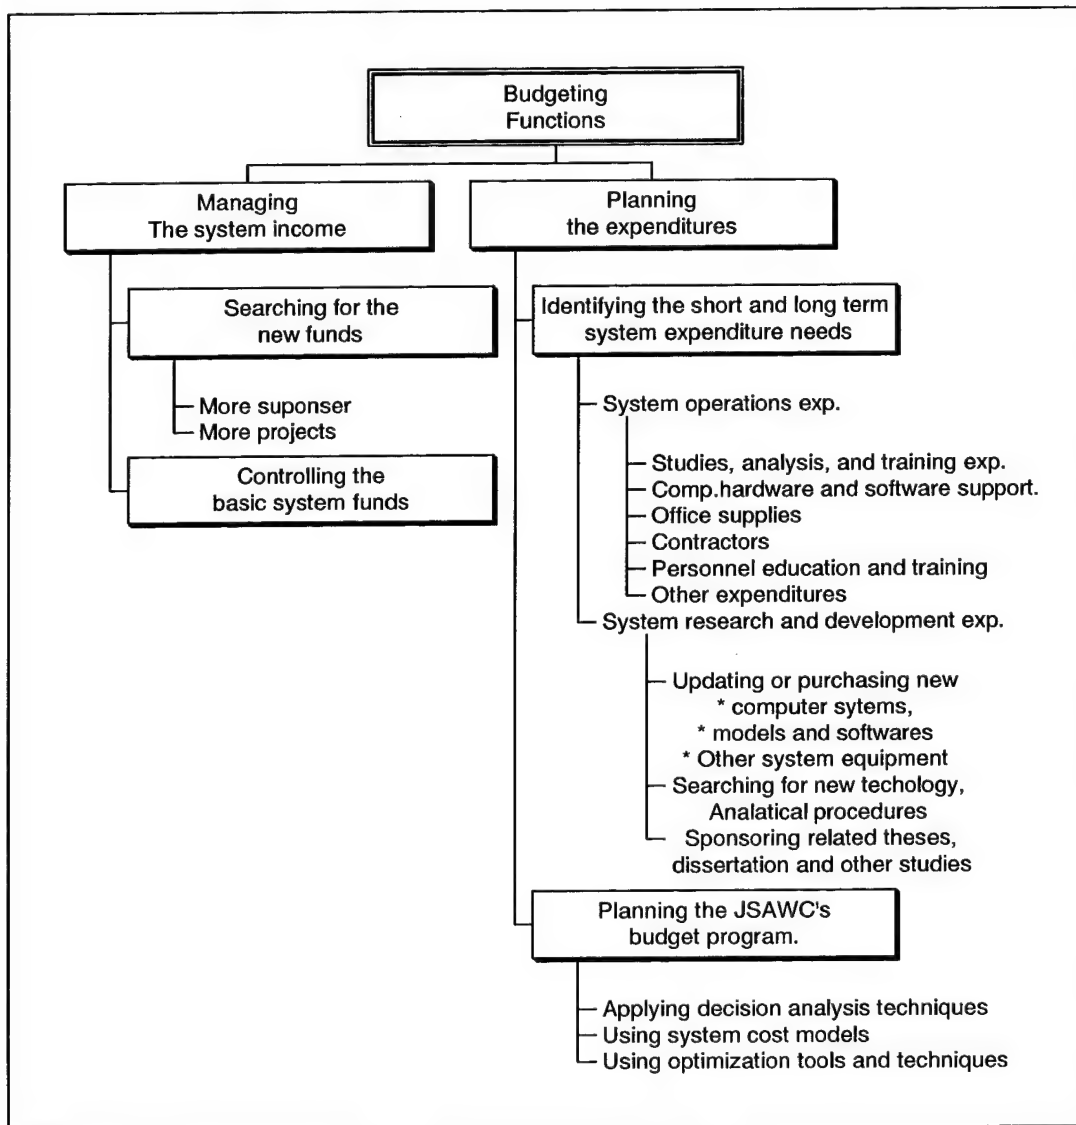 Budgeting
Functions
Managing
The system income
Planning
the expenditures
Searching for the
new funds
More suponser
More projects
Controlling the
basic system funds
Identifying the short and long term
system expenditure needs
System operations exp.
Studies, analysis, and training exp.
Comp.hardware and software support.
Office supplies
Contractors
Personnel education and training
Other expenditures
System research and development exp.
Updating or purchasing new
* computer sytems,
* models and softwares
* Other system equipment
Searching for new techology,
Analatical procedures
Sponsoring related theses,
dissertation and other studies
Planning the JSAWC's
budget program.
Applying decision analysis techniques
Using system cost models
Using optimization tools and techniques